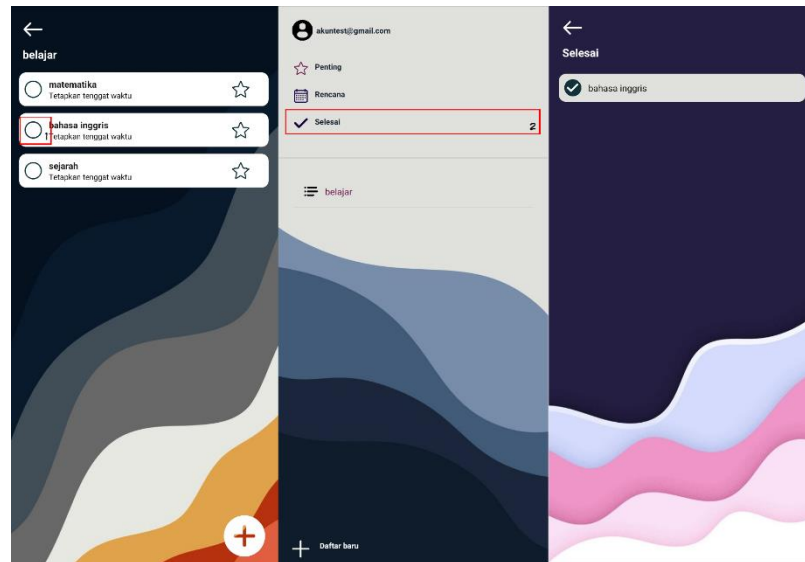 belajar
matematika
Tetapkan tenggat waktu
bahasa inggris
1 Tetapkan tenggat waktu
sejarah
Tetapkan tenggat waktu
akuntest@gmail.com
Penting
Rencana
Selesai 2
belajar
Daftar baru
Selesai
bahasa inggris